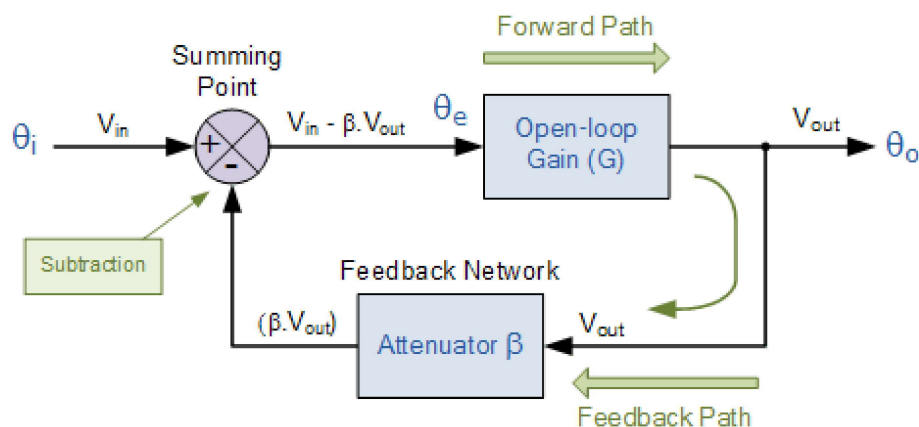 Forward Path
Summing
Point
θi
Vin
+
-
Vin - β.Vout
θe
Open-loop
Gain (G)
Vout
θo
Subtraction
Feedback Network
(β.Vout)
Attenuator β
Vout
Feedback Path